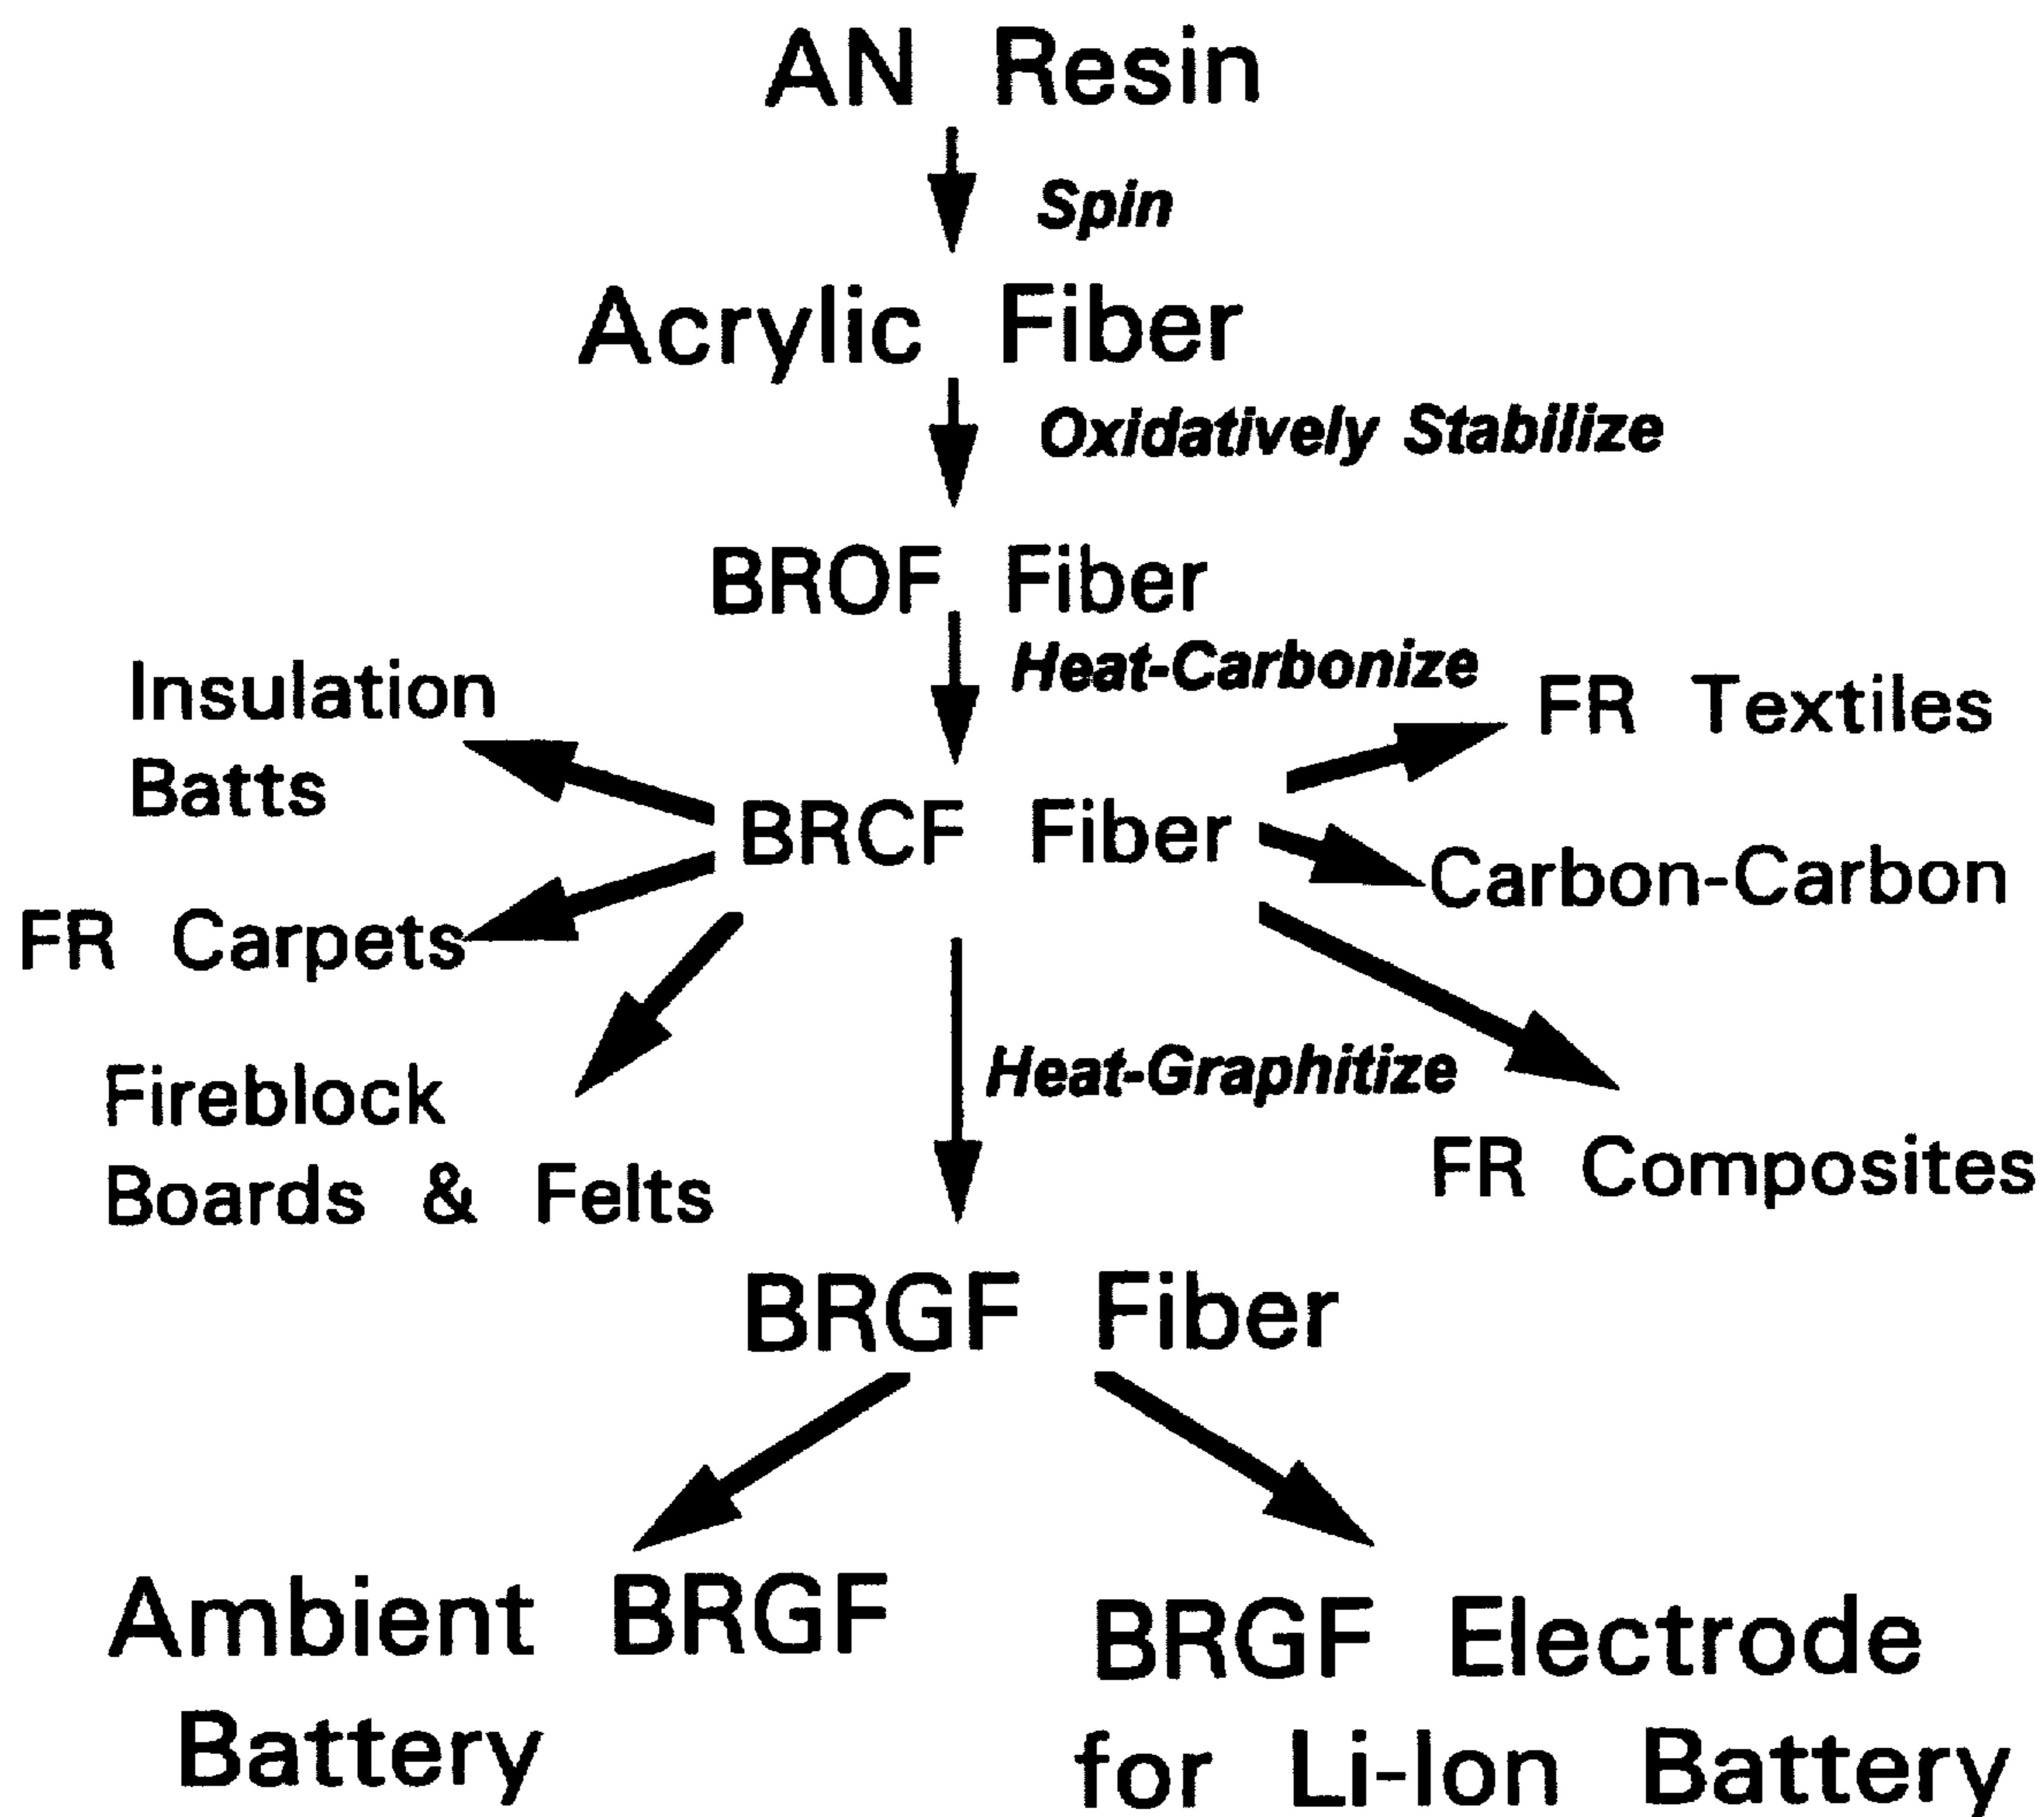 AN Resin
Spin
Acrylic Fiber
Oxidatively Stabilize
BROF Fiber
Heat-Carbonize
Insulation
Batts
FR Textiles
BRCF Fiber
Carbon-Carbon
FR Carpets
Heat-Graphitize
Fireblock
Boards & Felts
FR Composites
BRGF Fiber
Ambient BRGF
Battery
BRGF Electrode
for Li-Ion Battery